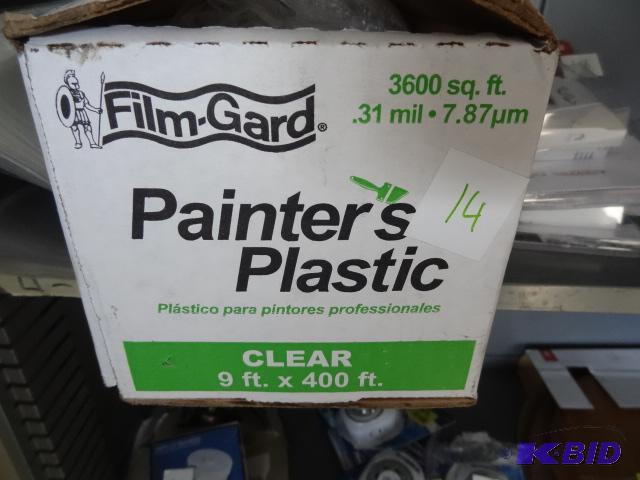 Film-Gard®
3600 sq. ft.
.31 mil • 7.87µm
Painter's
Plastic
14
Plástico para pintores professionales
CLEAR
9 ft. x 400 ft.
K-BID